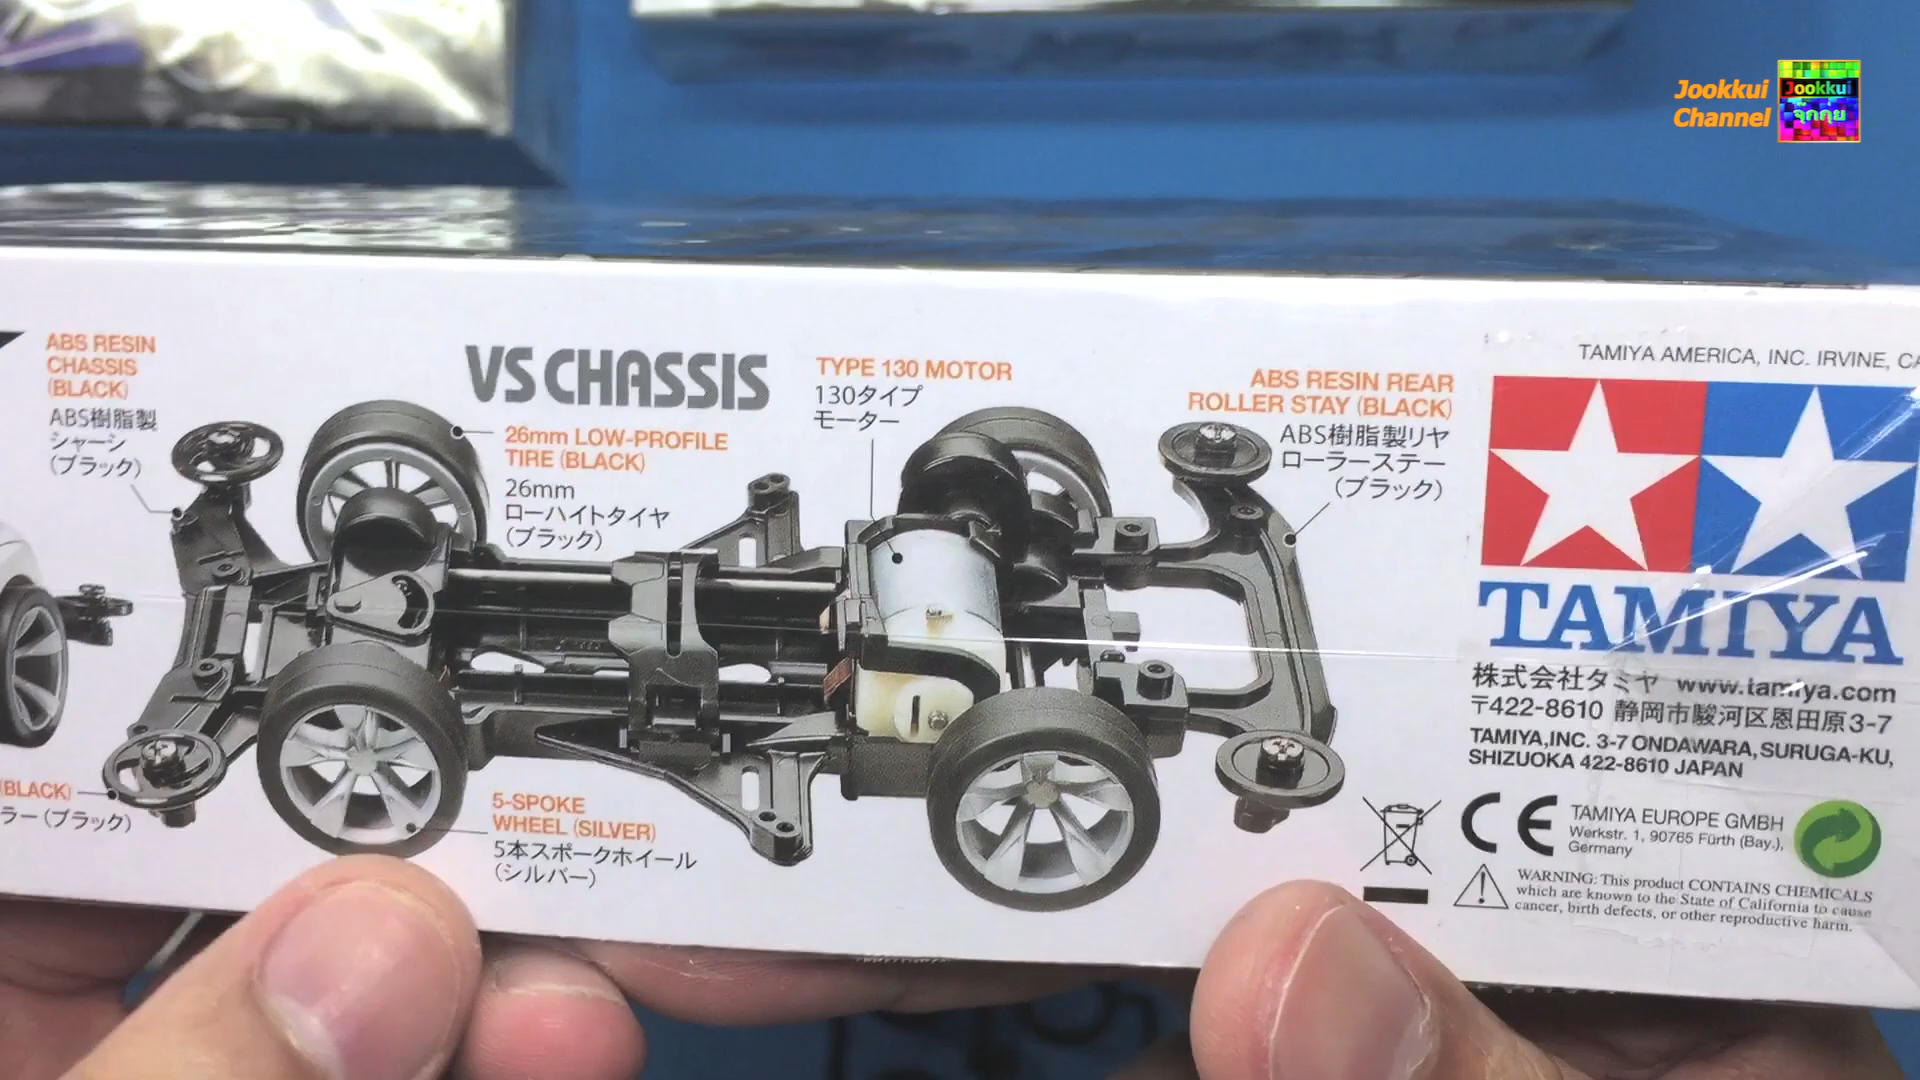 Jookkui
Channel
Jookkui
จุ๊กกุย
ABS RESIN
CHASSIS
(BLACK)
ABS樹脂製
シャーシ
(ブラック)
VS CHASSIS
26mm LOW-PROFILE
TIRE (BLACK)
26mm
ローハイトタイヤ
(ブラック)
TYPE 130 MOTOR
130タイプ
モーター
ABS RESIN REAR
ROLLER STAY (BLACK)
ABS樹脂製リヤ
ローラーステー
(ブラック)
(BLACK)
ラー(ブラック)
5-SPOKE
WHEEL (SILVER)
5本スポークホイール
(シルバー)
TAMIYA AMERICA, INC. IRVINE, CA
TAMIYA
株式会社タミヤ www.tamiya.com
〒422-8610 静岡市駿河区恩田原3-7
TAMIYA,INC. 3-7 ONDAWARA, SURUGA-KU,
SHIZUOKA 422-8610 JAPAN
CE
TAMIYA EUROPE GMBH
Werkstr. 1, 90765 Fürth (Bay.),
Germany
WARNING: This product CONTAINS CHEMICALS
which are known to the State of California to cause
cancer, birth defects, or other reproductive harm.